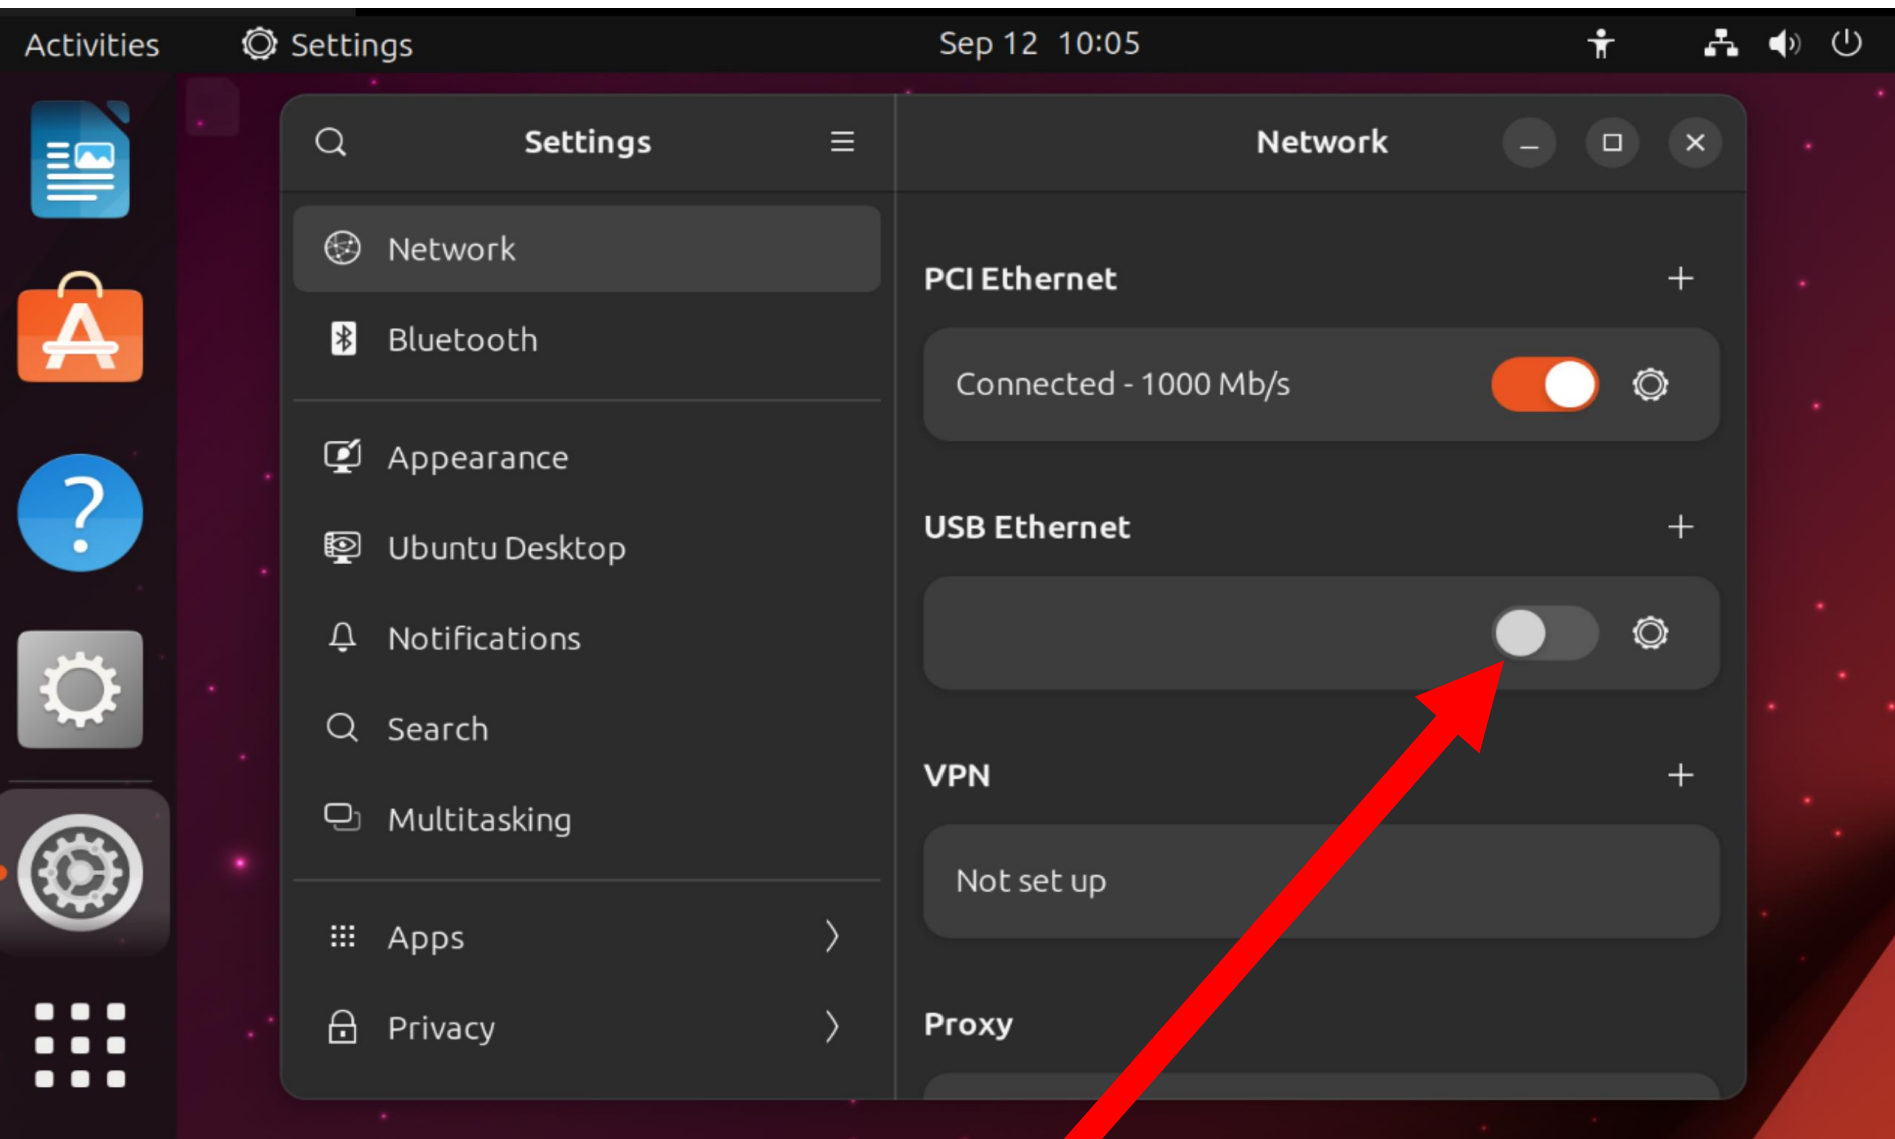 Activities
Settings
Sep 12 10:05
Settings
Network
Network
Bluetooth
Appearance
Ubuntu Desktop
Notifications
Search
Multitasking
Apps
Privacy
PCI Ethernet
Connected - 1000 Mb/s
USB Ethernet
VPN
Not set up
Proxy